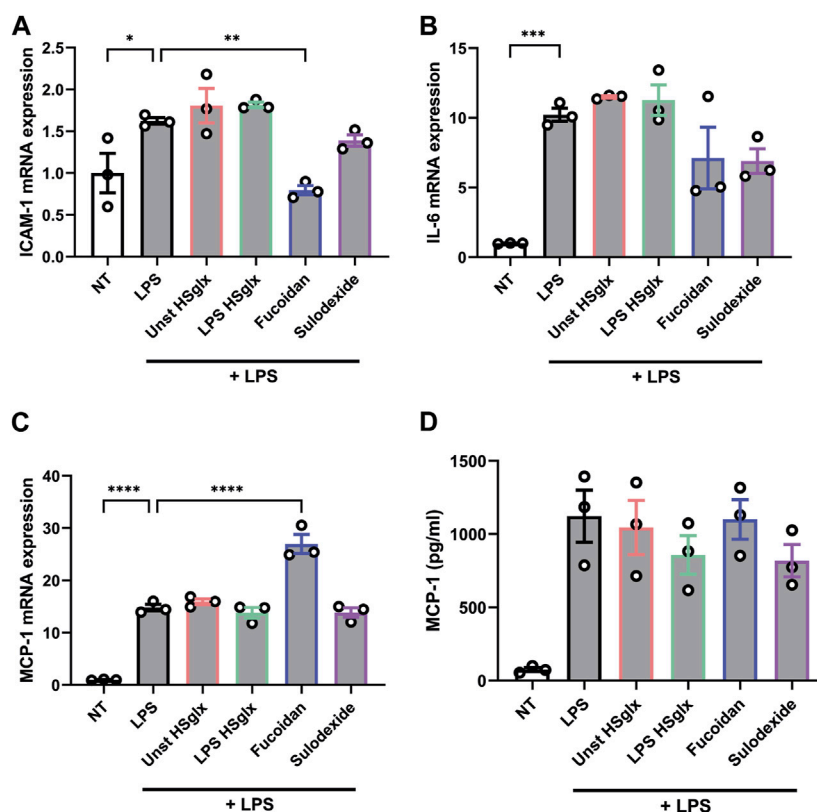 A
ICAM-1 mRNA expression
2.5
2.0
1.5
1.0
0.5
0.0
*
**
NT
LPS
Unst HSglx
LPS HSglx
Fucoidan
Sulodexide
+ LPS
B
IL-6 mRNA expression
15
10
5
0
***
NT
LPS
Unst HSglx
LPS HSglx
Fucoidan
Sulodexide
+ LPS
C
MCP-1 mRNA expression
40
30
20
10
0
****
****
NT
LPS
Unst HSglx
LPS HSglx
Fucoidan
Sulodexide
+ LPS
D
MCP-1 (pg/ml)
1500
1000
500
0
NT
LPS
Unst HSglx
LPS HSglx
Fucoidan
Sulodexide
+ LPS